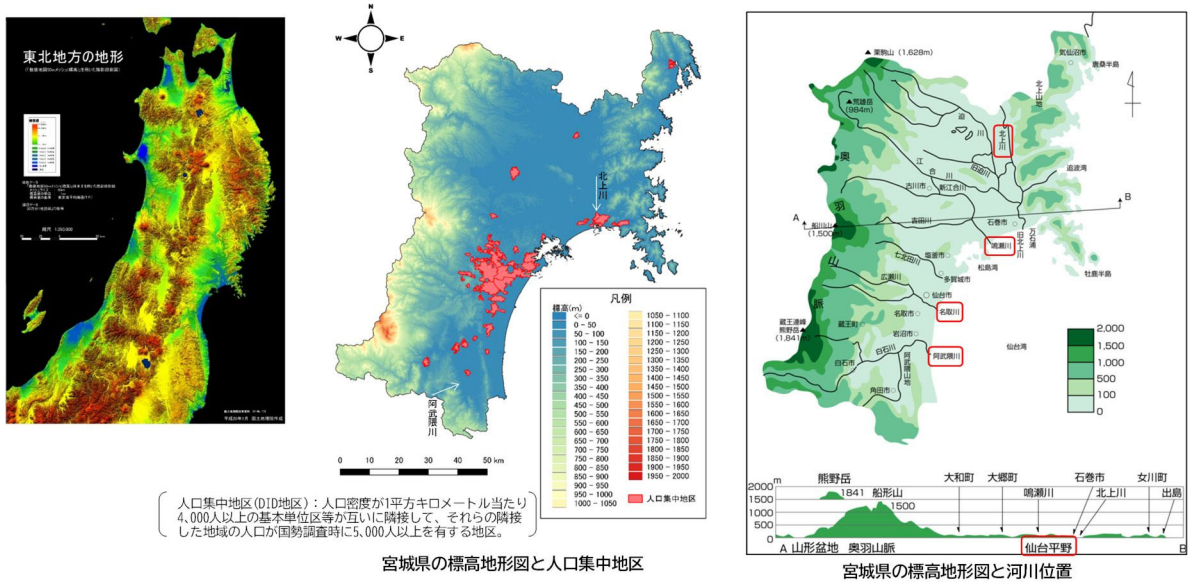 東北地方の地形
N
W
E
S
北上川
阿武隈川
凡例
標高(m)
<= 0
0 - 50
50 - 100
100 - 150
150 - 200
200 - 250
250 - 300
300 - 350
350 - 400
400 - 450
450 - 500
500 - 550
550 - 600
600 - 650
650 - 700
700 - 750
750 - 800
800 - 850
850 - 900
900 - 950
950 - 1000
1000 - 1050
1050 - 1100
1100 - 1150
1150 - 1200
1200 - 1250
1250 - 1300
1300 - 1350
1350 - 1400
1400 - 1450
1450 - 1500
1500 - 1550
1550 - 1600
1600 - 1650
1650 - 1700
1700 - 1750
1750 - 1800
1800 - 1850
1850 - 1900
1900 - 1950
1950 - 2000
人口集中地区
0 10 20 30 40 50 km
人口集中地区(DID地区)：人口密度が1平方キロメートル当たり
4,000人以上の基本単位区等が互いに隣接して、それらの隣接
した地域の人口が国勢調査時に5,000人以上を有する地区。
宮城県の標高地形図と人口集中地区
栗駒山 (1,628m)
気仙沼市
唐桑半島
北上山地
荒雄岳
(984m)
迫川
北上川
奥羽山脈
江合川
旧迫川
追波湾
古川市
新江合川
A
B
船形山
(1,500m)
吉田川
石巻市
旧北上川
万石浦
鳴瀬川
七北田川
塩釜市
松島湾
牡鹿半島
広瀬川
多賀城市
仙台市
名取川
名取市
蔵王連峰
熊野岳
(1,841m)
蔵王町
岩沼市
仙台湾
白石川
阿武隈川
白石市
阿武隈山地
角田市
2,000
1,500
1,000
500
100
0
m
2000
1500
1000
500
0
熊野岳
1841
船形山
1500
大和町
大郷町
鳴瀬川
石巻市
北上川
女川町
出島
A 山形盆地 奥羽山脈
仙台平野
B
宮城県の標高地形図と河川位置